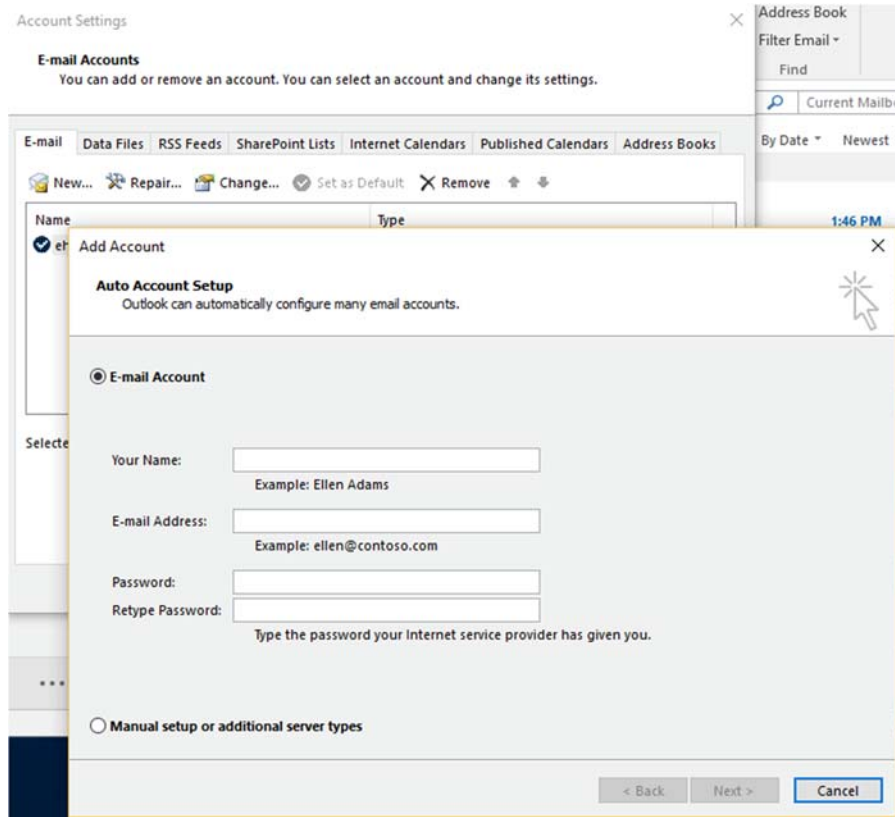 Account Settings
E-mail Accounts
You can add or remove an account. You can select an account and change its settings.
E-mail Data Files RSS Feeds SharePoint Lists Internet Calendars Published Calendars Address Books
New... Repair... Change... Set as Default Remove
Name Type
Address Book
Filter Email
Find
By Date Newest
1:46 PM
Add Account
Auto Account Setup
Outlook can automatically configure many email accounts.
E-mail Account
Your Name:
Example: Ellen Adams
E-mail Address:
Example: ellen@contoso.com
Password:
Retype Password:
Type the password your Internet service provider has given you.
Manual setup or additional server types
< Back Next > Cancel
Current